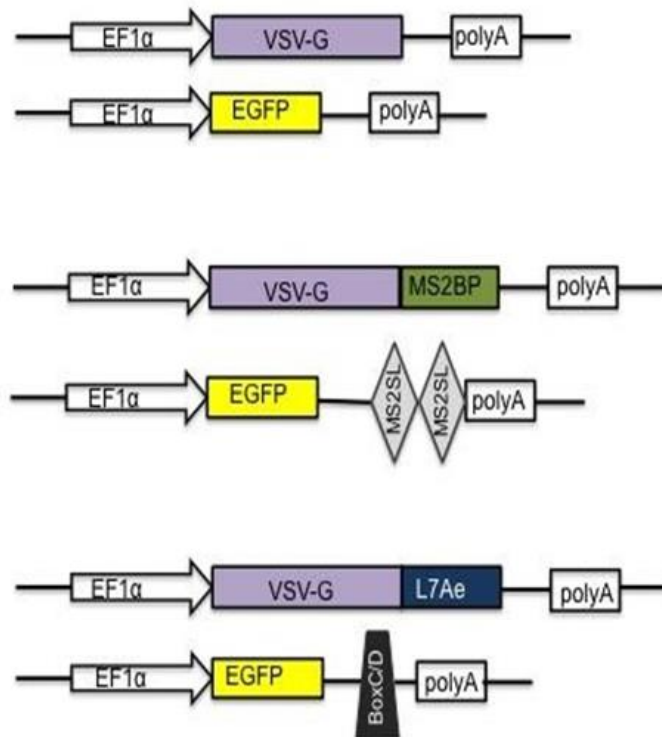 EF1α VSV-G polyA
EF1α EGFP polyA
EF1α VSV-G MS2BP polyA
EF1α EGFP MS2SL MS2SL polyA
EF1α VSV-G L7Ae polyA
EF1α EGFP BoxC/D polyA